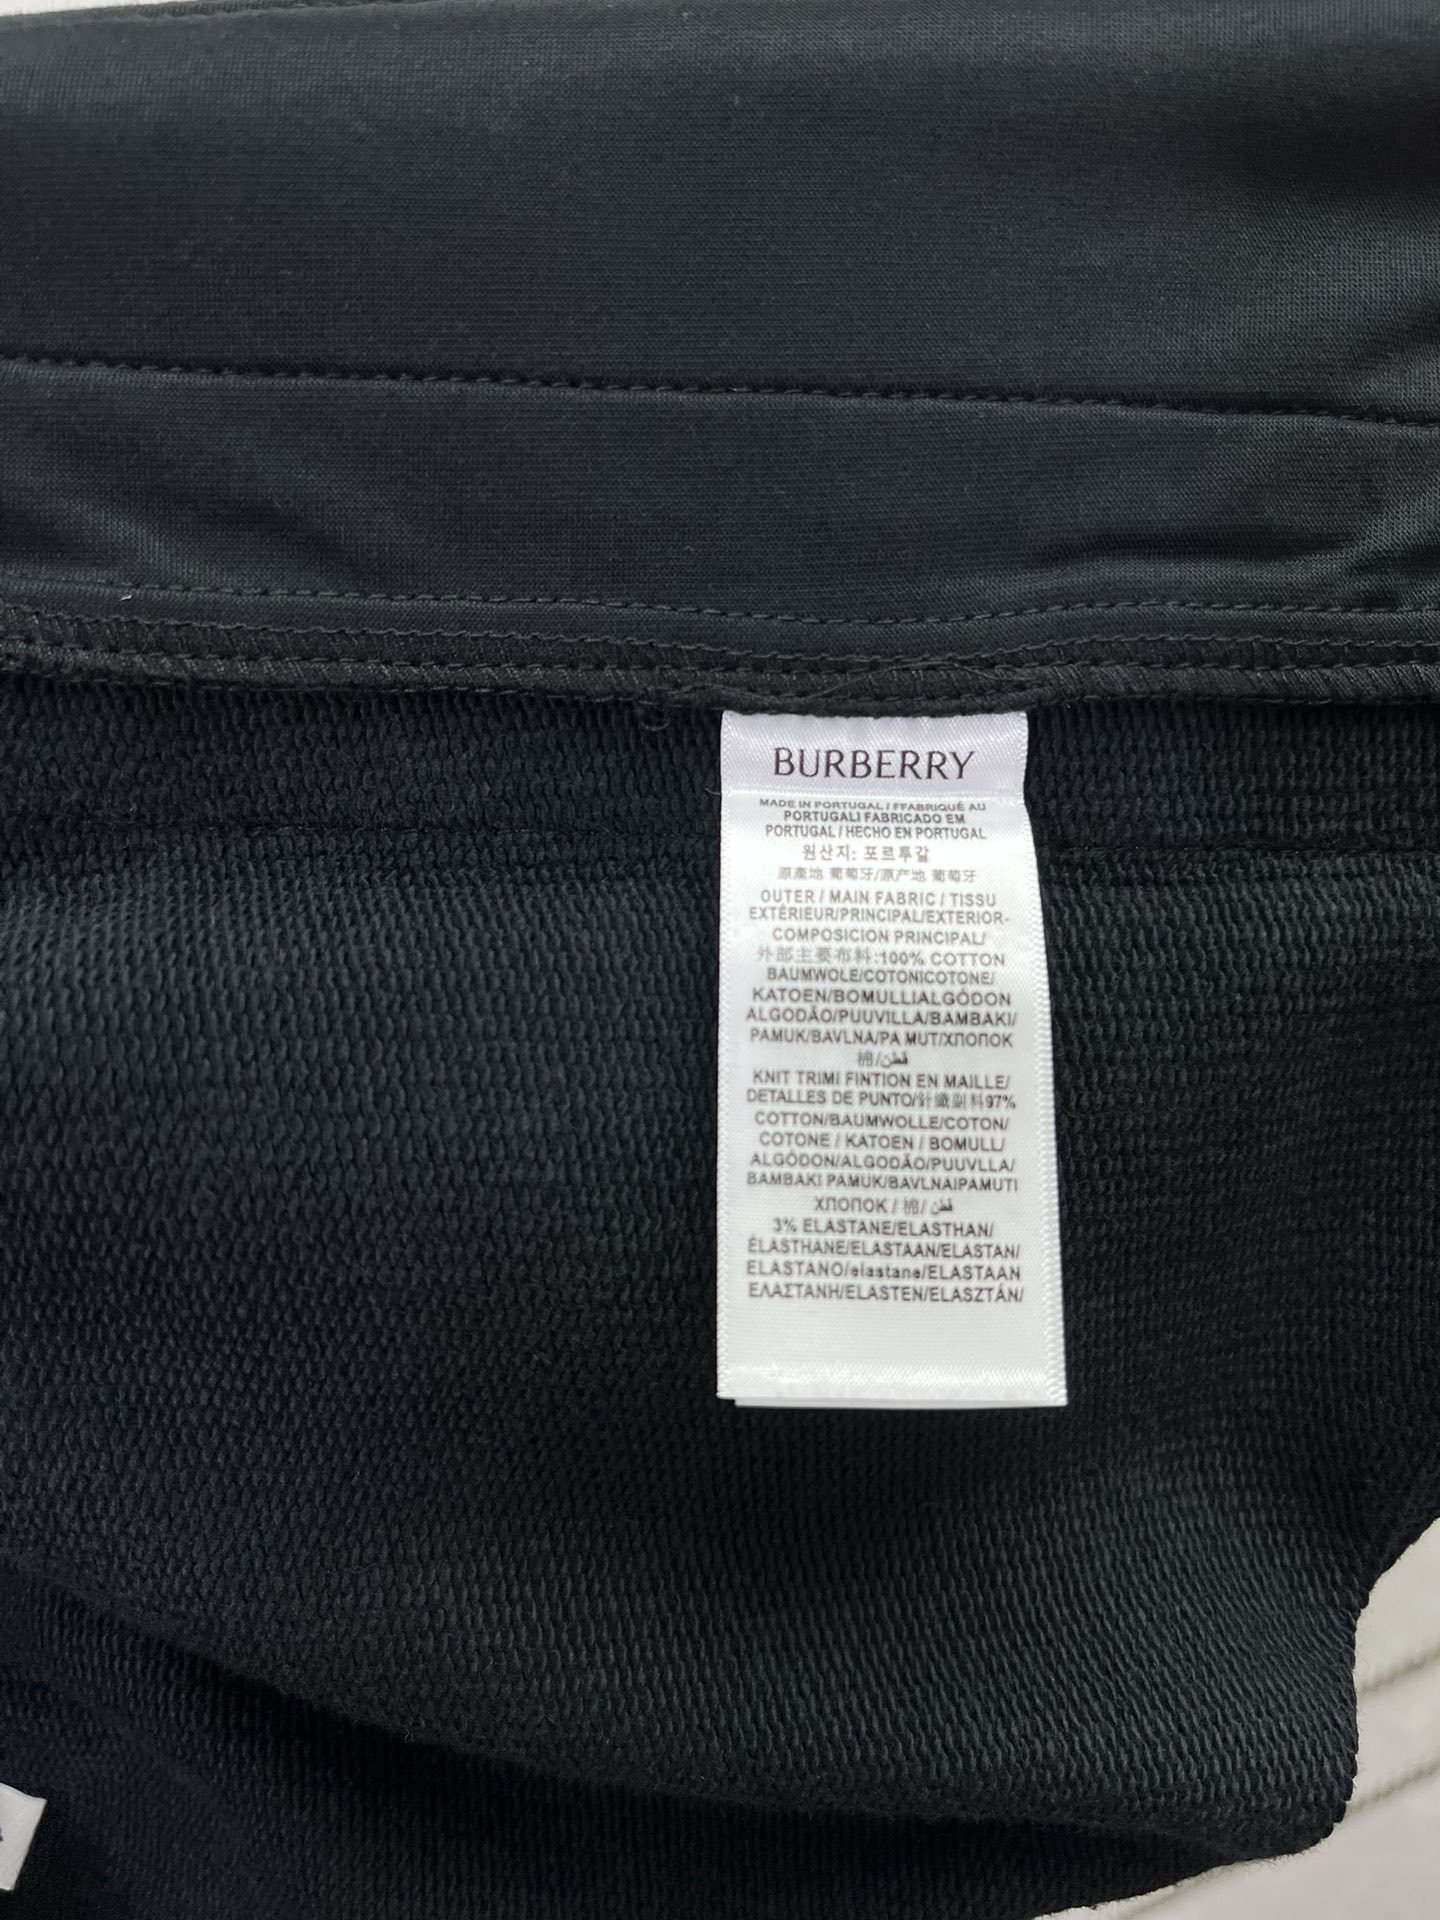 BURBERRY
MADE IN PORTUGAL / FFABRIQUÉ AU
PORTUGALI FABRICADO EM
PORTUGAL / HECHO EN PORTUGAL
원산지: 포르투갈
原產地 葡萄牙/原产地 葡萄牙
OUTER / MAIN FABRIC / TISSU
EXTÉRIEUR/PRINCIPAL/EXTERIOR-
COMPOSICION PRINCIPAL/
外部主要布料:100% COTTON
BAUMWOLE/COTONICOTONE/
KATOEN/BOMULLIALGÓDON
ALGODÃO/PUUVILLA/BAMBAKI/
PAMUK/BAVLNA/PA MUT/ХПОПОК
棉/قطن
KNIT TRIMI FINTION EN MAILLE/
DETALLES DE PUNTO/針織副料97%
COTTON/BAUMWOLLE/COTON/
COTONE / KATOEN / BOMULL/
ALGÓDON/ALGODÃO/PUUVLLA/
BAMBAKI PAMUK/BAVLNAIPAMUTI
ХПОПОК / 棉/ قطن
3% ELASTANE/ELASTHAN/
ÉLASTHANE/ELASTAAN/ELASTAN/
ELASTANO/elastane/ELASTAAN
ΕΛΑΣΤΑΝΗ/ELASTEN/ELASZTÁN/